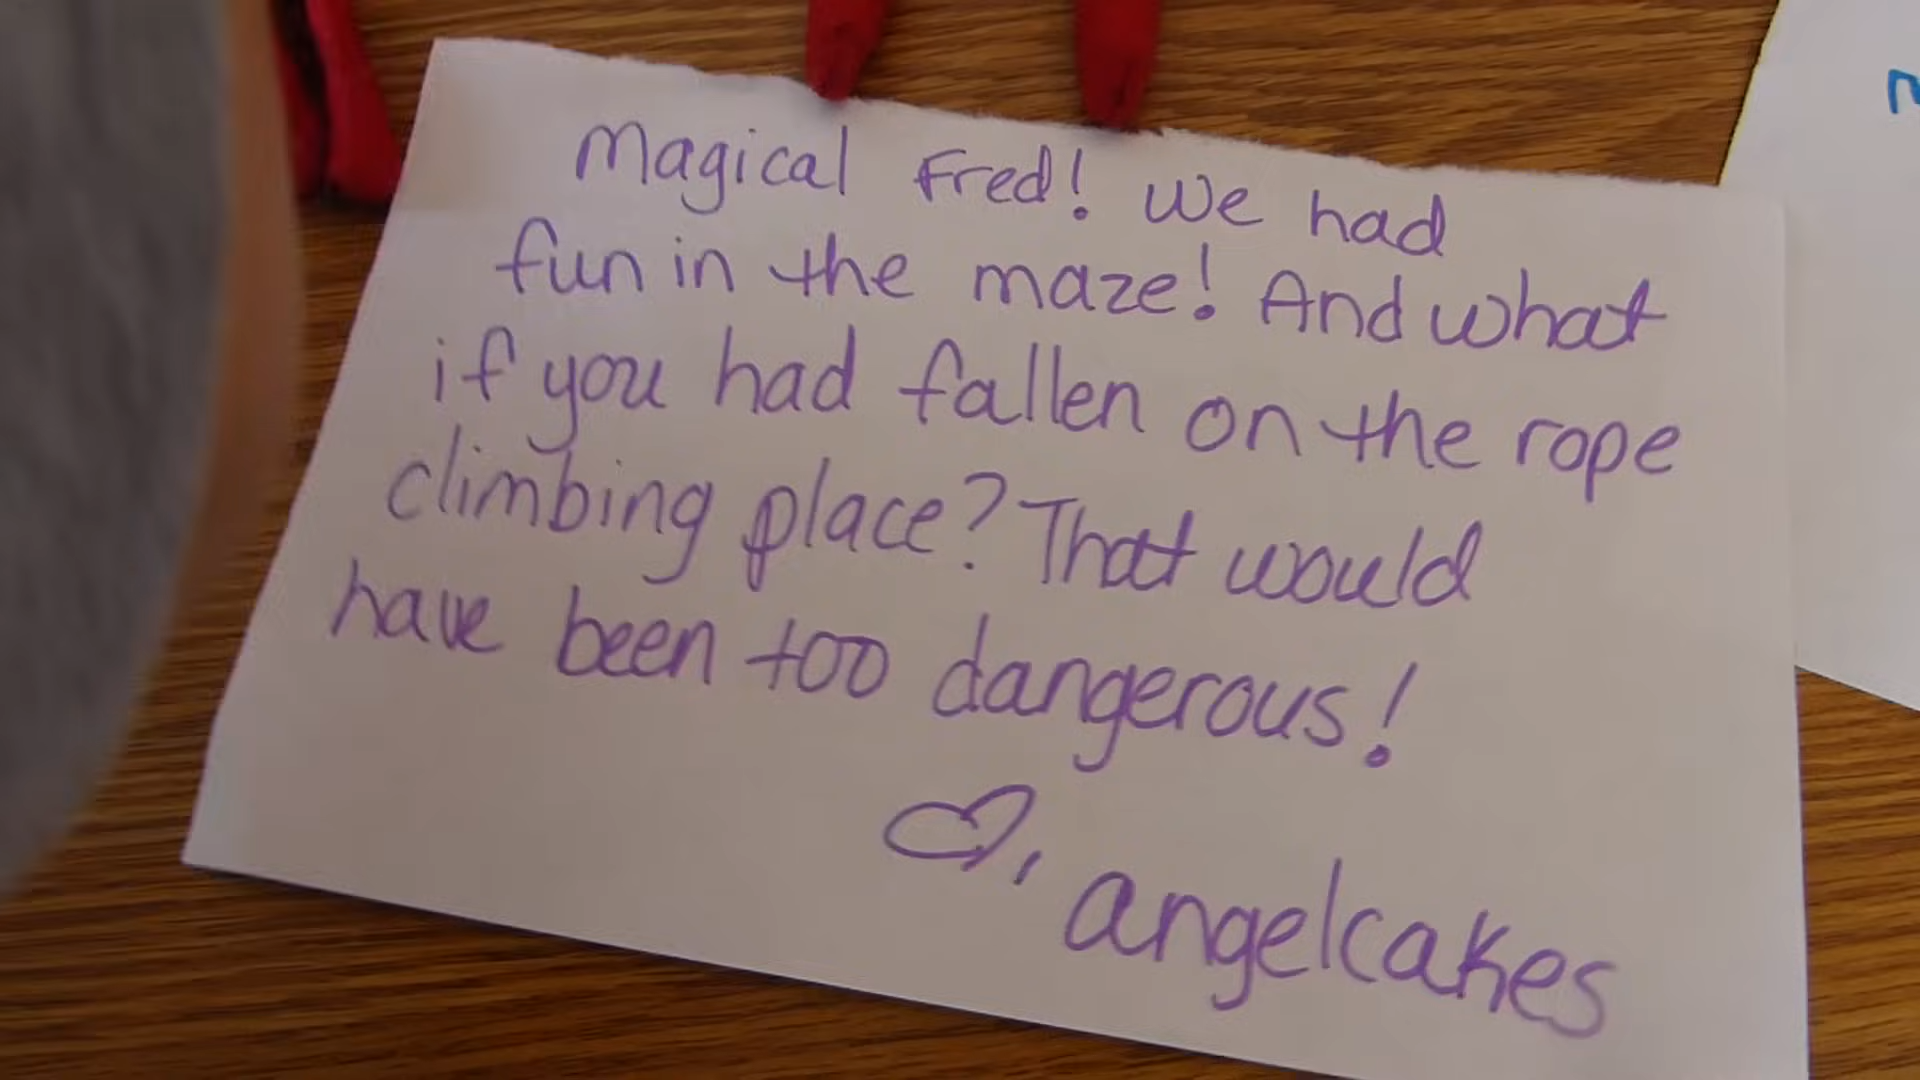 Magical Fred! We had
fun in the maze! And what
if you had fallen on the rope
climbing place? That would
have been too dangerous!
♡, angelcakes